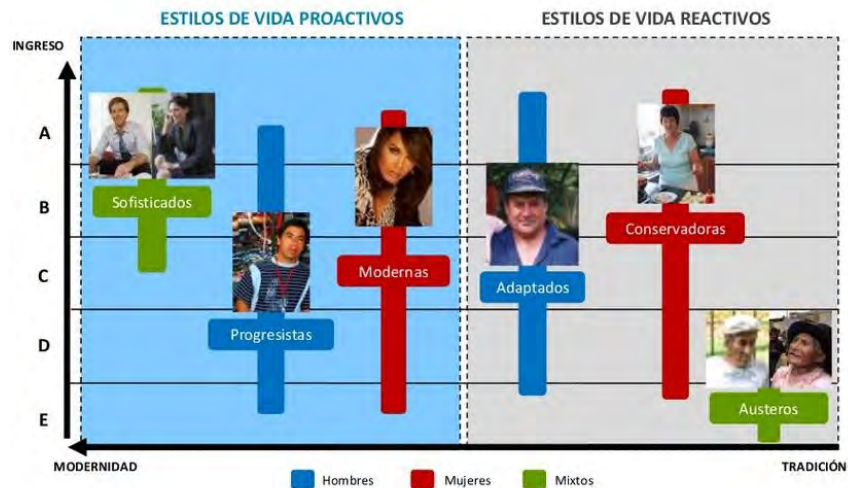 ESTILOS DE VIDA PROACTIVOS
ESTILOS DE VIDA REACTIVOS
INGRESO
A
B
C
D
E
Sofisticados
Conservadoras
Modernas
Adaptados
Progresistas
Austeros
MODERNIDAD
TRADICIÓN
Hombres
Mujeres
Mixtos